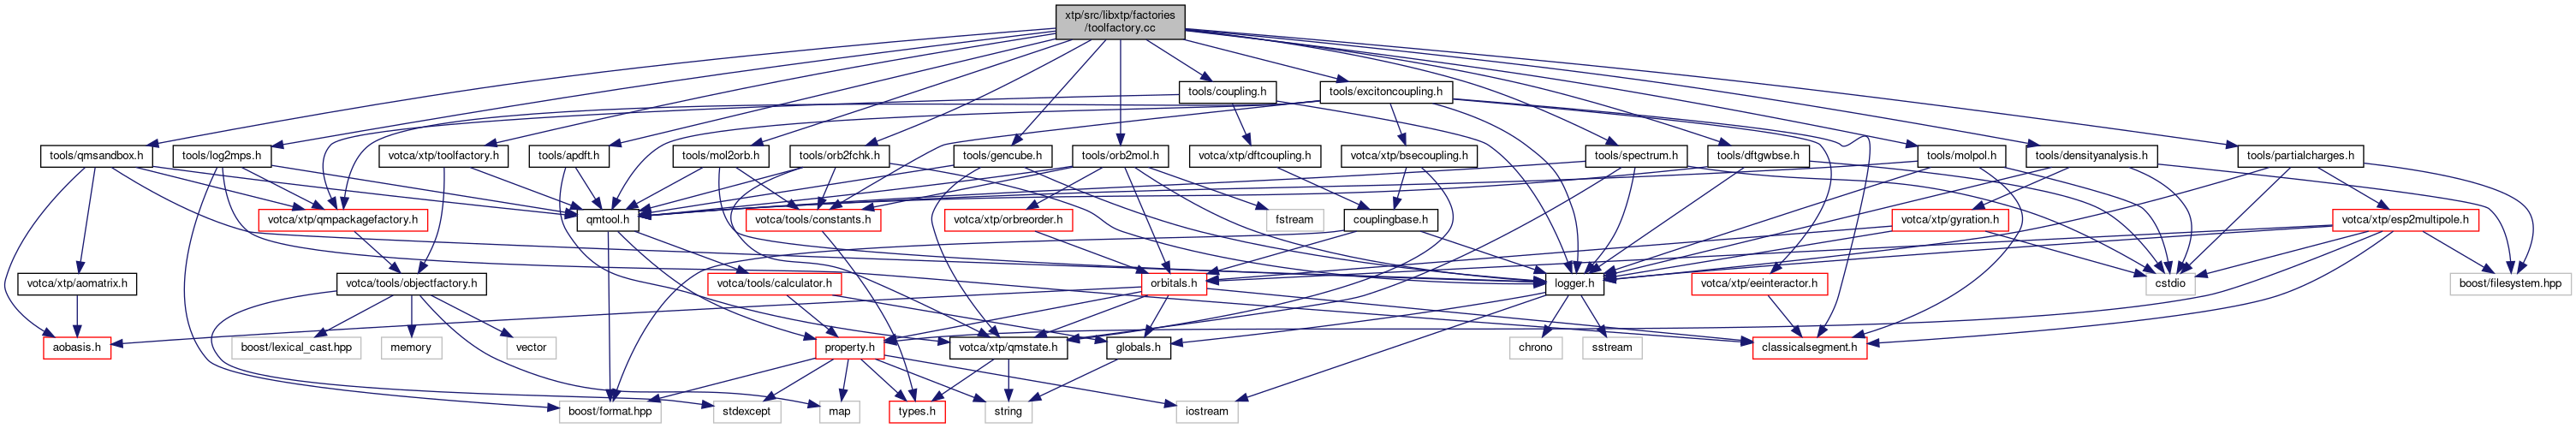 xtp/src/libxtp/factories
/toolfactory.cc
tools/coupling.h
tools/excitoncoupling.h
tools/qmsandbox.h
tools/log2mps.h
votca/xtp/toolfactory.h
tools/apdft.h
tools/mol2orb.h
tools/orb2fchk.h
tools/gencube.h
tools/orb2mol.h
votca/xtp/dftcoupling.h
votca/xtp/bsecoupling.h
tools/spectrum.h
tools/dftgwbse.h
tools/molpol.h
tools/densityanalysis.h
tools/partialcharges.h
votca/xtp/qmpackagefactory.h
qmtool.h
votca/tools/constants.h
votca/xtp/orbreorder.h
fstream
couplingbase.h
votca/xtp/gyration.h
votca/xtp/esp2multipole.h
votca/xtp/aomatrix.h
votca/tools/objectfactory.h
votca/tools/calculator.h
orbitals.h
logger.h
votca/xtp/eeinteractor.h
cstdio
boost/filesystem.hpp
aobasis.h
boost/lexical_cast.hpp
memory
vector
property.h
votca/xtp/qmstate.h
globals.h
chrono
sstream
classicalsegment.h
boost/format.hpp
stdexcept
map
types.h
string
iostream